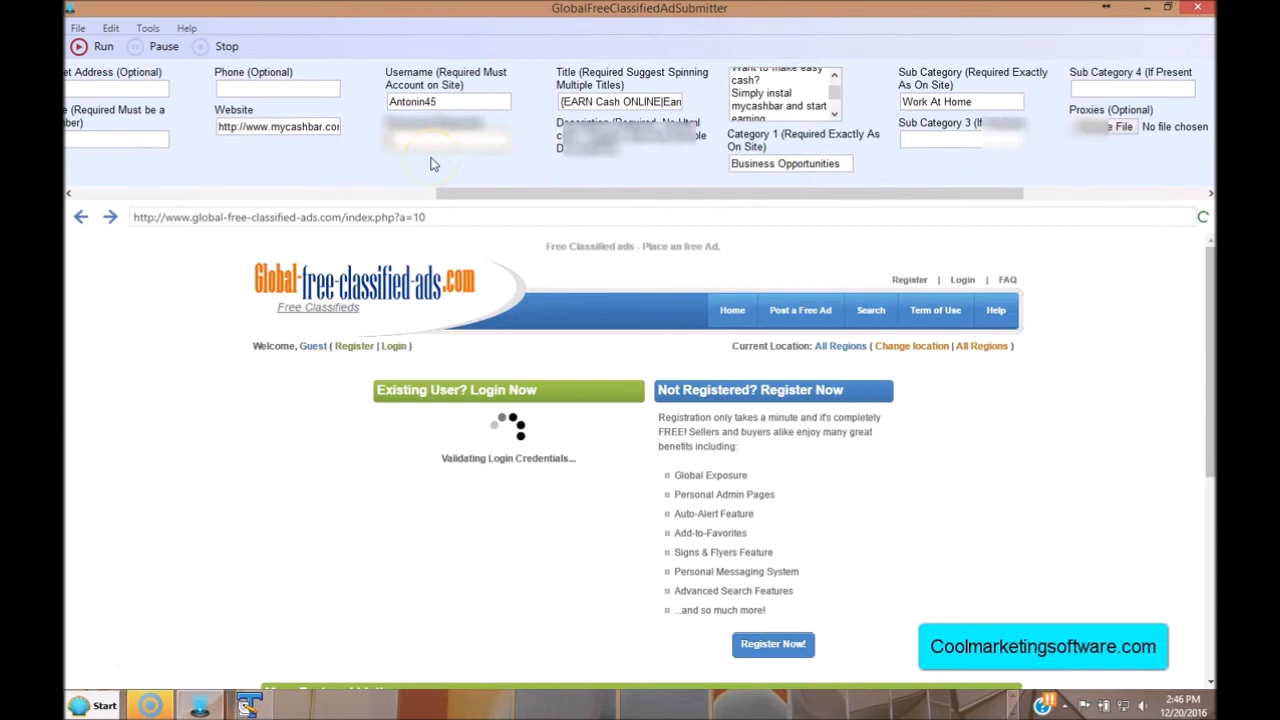 GlobalFreeClassifiedAdSubmitter
File Edit Tools Help
Run Pause Stop
et Address (Optional)
Phone (Optional)
Username (Required Must
Account on Site)
Title (Required Suggest Spinning
Multiple Titles)
Want to make easy
cash?
Simply instal
mycashbar and start
earning
Sub Category (Required Exactly
As On Site)
Sub Category 4 (If Present
Antonin45
{EARN Cash ONLINE|Earn
Work At Home
(Required Must be a
Website
Sub Category 3 (If
Proxies (Optional)
http://www.mycashbar.co
Category 1 (Required Exactly As
On Site)
File No file chosen
Business Opportunities
http://www.global-free-classified-ads.com/index.php?a=10
Free Classified ads - Place an free Ad.
Global-free-classified-ads.com
Free Classifieds
Register | Login | FAQ
Home Post a Free Ad Search Term of Use Help
Welcome, Guest ( Register | Login )
Current Location: All Regions ( Change location | All Regions )
Existing User? Login Now
Validating Login Credentials...
Not Registered? Register Now
Registration only takes a minute and it's completely
FREE! Sellers and buyers alike enjoy many great
benefits including:
Global Exposure
Personal Admin Pages
Auto-Alert Feature
Add-to-Favorites
Signs & Flyers Feature
Personal Messaging System
Advanced Search Features
...and so much more!
Register Now!
Coolmarketingsoftware.com
Start
2:46 PM
12/20/2016